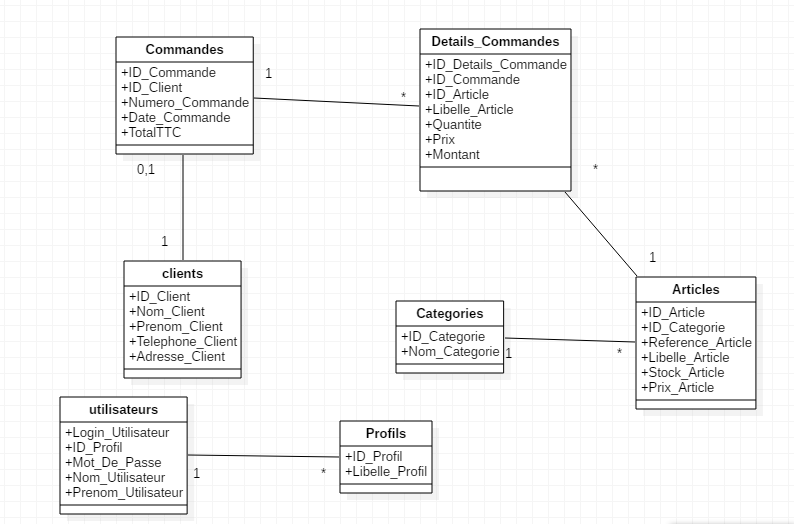 Commandes
+ID_Commande
+ID_Client
+Numero_Commande
+Date_Commande
+TotalTTC
1
*
0,1
1
Details_Commandes
+ID_Details_Commande
+ID_Commande
+ID_Article
+Libelle_Article
+Quantite
+Prix
+Montant
*
1
clients
+ID_Client
+Nom_Client
+Prenom_Client
+Telephone_Client
+Adresse_Client
Categories
+ID_Categorie
+Nom_Categorie
1
*
Articles
+ID_Article
+ID_Categorie
+Reference_Article
+Libelle_Article
+Stock_Article
+Prix_Article
utilisateurs
+Login_Utilisateur
+ID_Profil
+Mot_De_Passe
+Nom_Utilisateur
+Prenom_Utilisateur
1
*
Profils
+ID_Profil
+Libelle_Profil